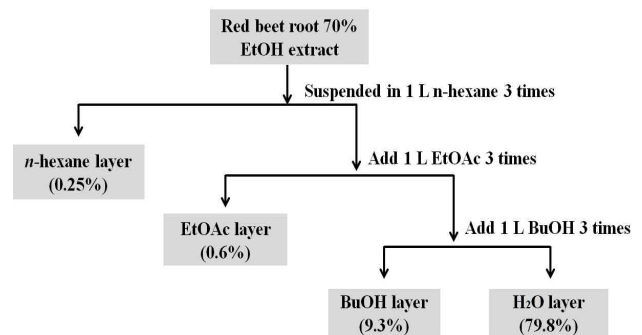 Red beet root 70%
EtOH extract
Suspended in 1 L n-hexane 3 times
n-hexane layer
(0.25%)
Add 1 L EtOAc 3 times
EtOAc layer
(0.6%)
Add 1 L BuOH 3 times
BuOH layer
(9.3%)
H₂O layer
(79.8%)